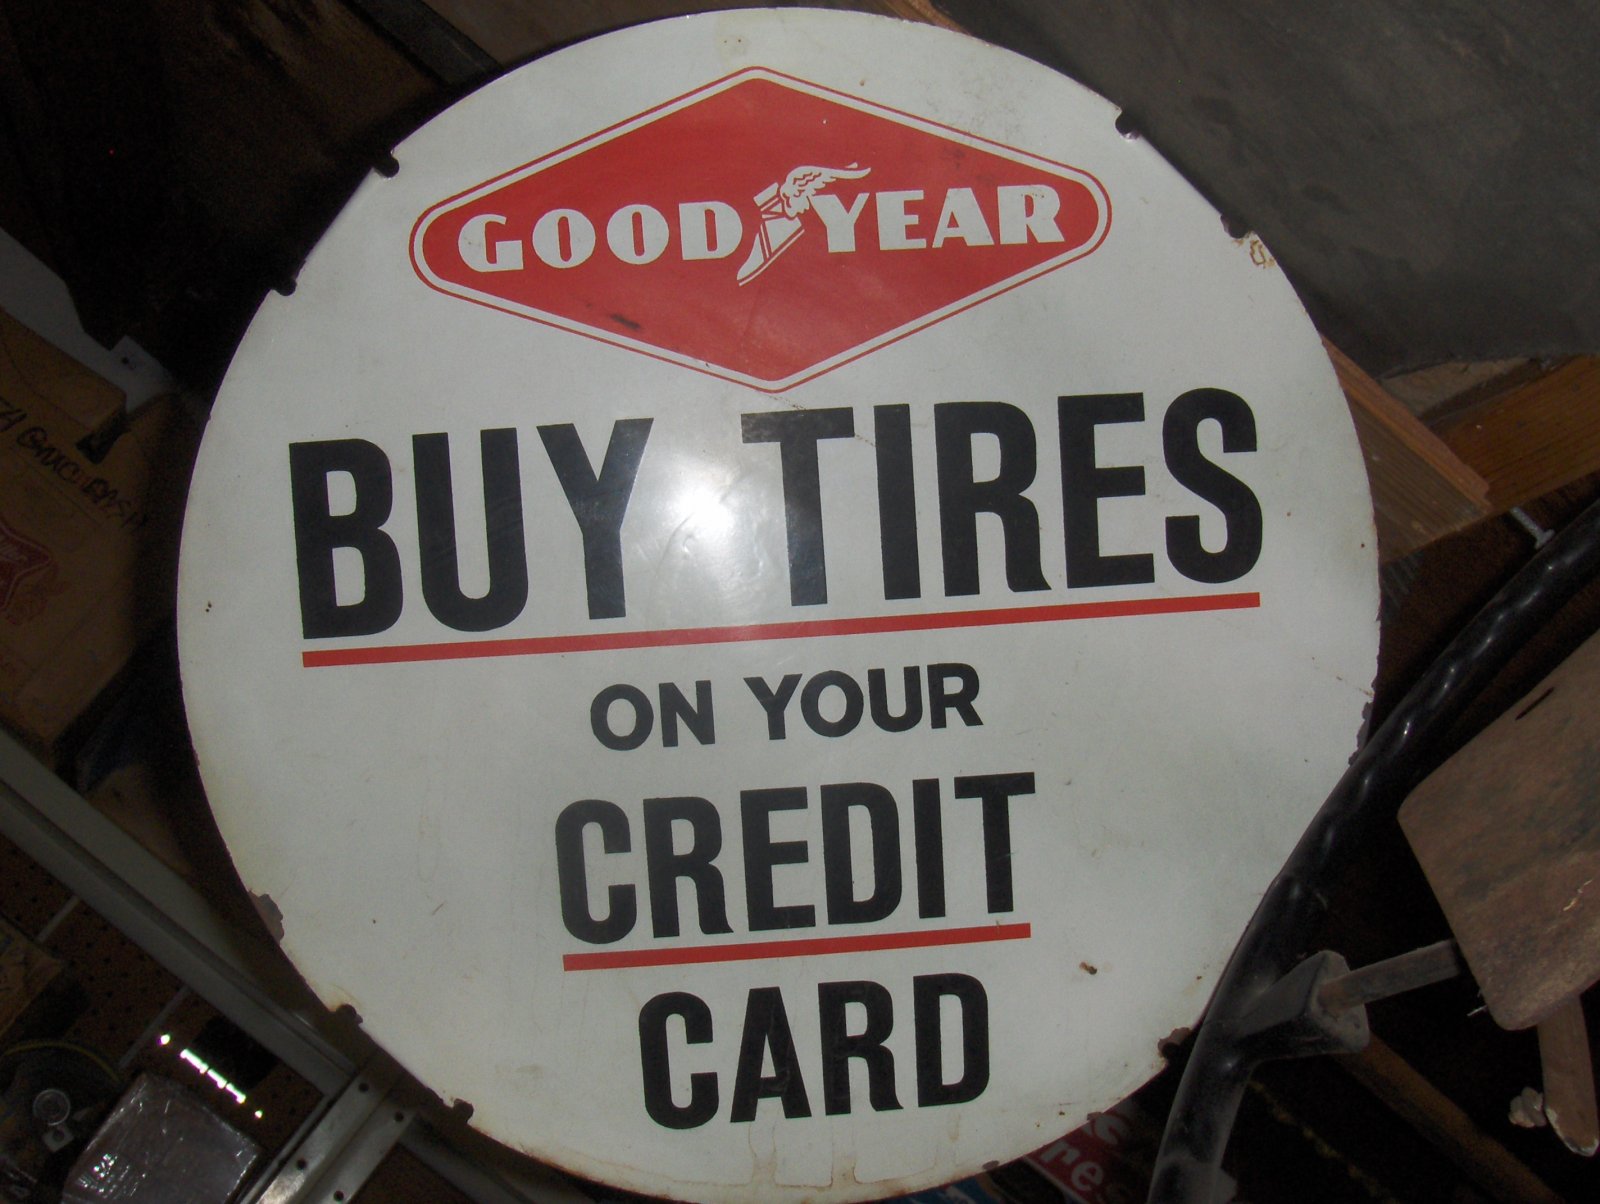 GOOD YEAR
BUY TIRES
ON YOUR
CREDIT
CARD